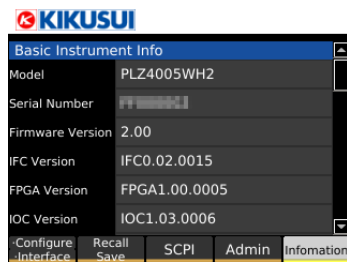 KIKUSUI
Basic Instrument Info
Model PLZ4005WH2
Serial Number
Firmware Version 2.00
IFC Version IFC0.02.0015
FPGA Version FPGA1.00.0005
IOC Version IOC1.03.0006
·Configure Recall SCPI Admin Infomation
·Interface Save